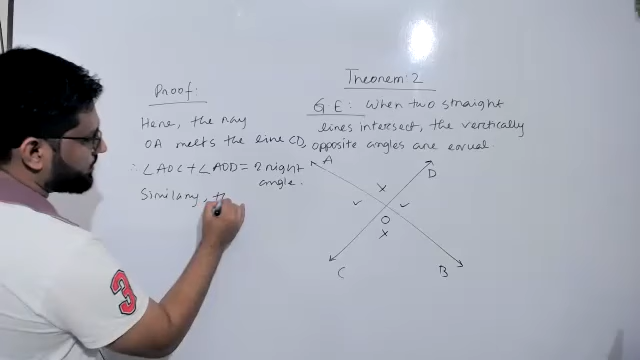 Theorem: 2
G.E: When two straight
lines intersect, the vertically
opposite angles are equal.
Proof:
Here, the ray
OA meets the line CD,
∴ ∠AOC + ∠AOD = 2 right
angle.
Similarly, t
A
D
O
C
B
3